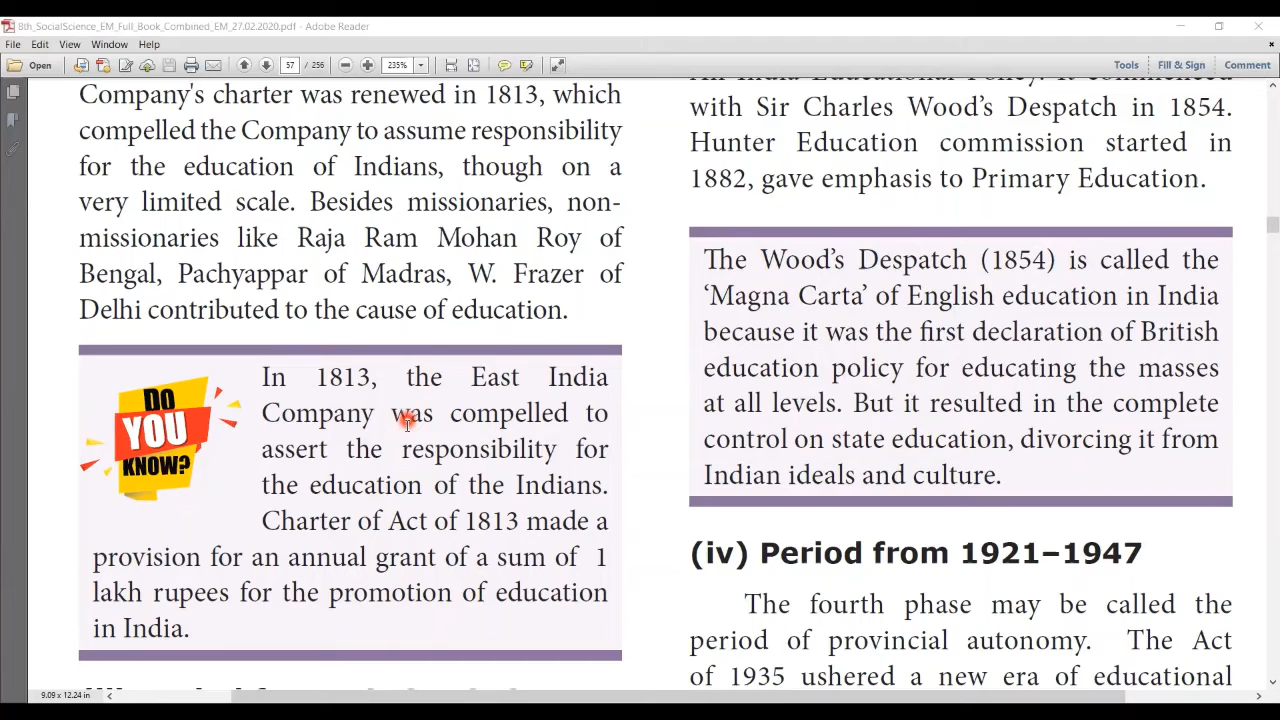 8th_SocialScience_EM_Full_Book_Combined_EM_27.02.2020.pdf - Adobe Reader
File Edit View Window Help
Open 57 / 256 235% Tools Fill & Sign Comment
Company's charter was renewed in 1813, which
compelled the Company to assume responsibility
for the education of Indians, though on a
very limited scale. Besides missionaries, non-
missionaries like Raja Ram Mohan Roy of
Bengal, Pachyappar of Madras, W. Frazer of
Delhi contributed to the cause of education.
DO
YOU
KNOW?
In 1813, the East India
Company was compelled to
assert the responsibility for
the education of the Indians.
Charter of Act of 1813 made a
provision for an annual grant of a sum of 1
lakh rupees for the promotion of education
in India.
India Educational Policy. It commenced
with Sir Charles Wood's Despatch in 1854.
Hunter Education commission started in
1882, gave emphasis to Primary Education.
The Wood's Despatch (1854) is called the
‘Magna Carta’ of English education in India
because it was the first declaration of British
education policy for educating the masses
at all levels. But it resulted in the complete
control on state education, divorcing it from
Indian ideals and culture.
(iv) Period from 1921–1947
The fourth phase may be called the
period of provincial autonomy. The Act
of 1935 ushered a new era of educational
9.09 x 12.24 in